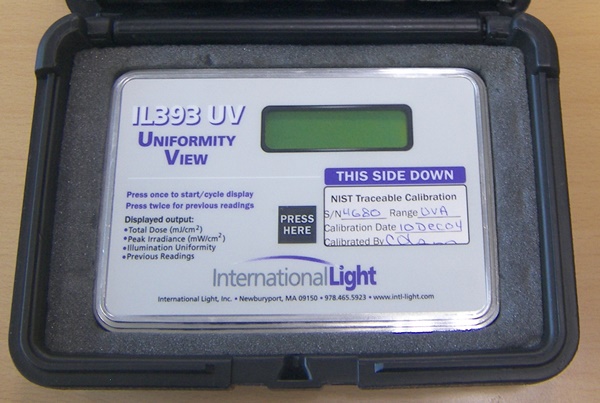 IL393 UV
UNIFORMITY
VIEW
THIS SIDE DOWN
Press once to start/cycle display
Press twice for previous readings
NIST Traceable Calibration
S/N 4680 Range UVA
Calibration Date 10DEC04
Calibrated By
PRESS
HERE
Displayed output:
•Total Dose (mJ/cm²)
•Peak Irradiance (mW/cm²)
•Illumination Uniformity
•Previous Readings
InternationalLight
International Light, Inc. • Newburyport, MA 09150 • 978.465.5923 • www.intl-light.com